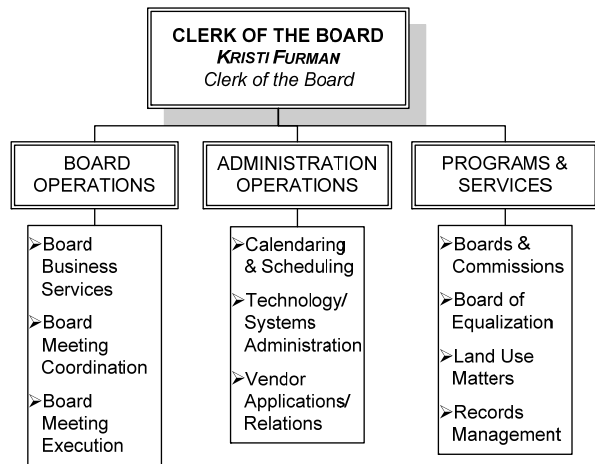 CLERK OF THE BOARD
KRISTI FURMAN
Clerk of the Board
BOARD
OPERATIONS
➢Board
Business
Services
➢Board
Meeting
Coordination
➢Board
Meeting
Execution
ADMINISTRATION
OPERATIONS
➢Calendaring
& Scheduling
➢Technology/
Systems
Administration
➢Vendor
Applications/
Relations
PROGRAMS &
SERVICES
➢Boards &
Commissions
➢Board of
Equalization
➢Land Use
Matters
➢Records
Management